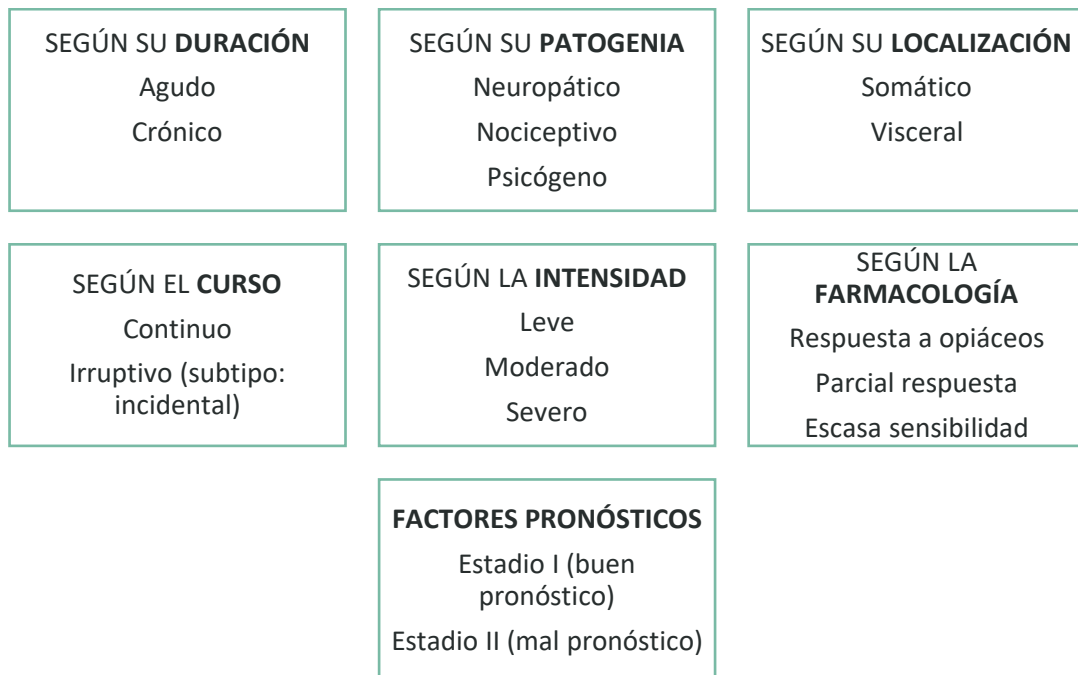 SEGÚN SU DURACIÓN
Agudo
Crónico
SEGÚN SU PATOGENIA
Neuropático
Nociceptivo
Psicógeno
SEGÚN SU LOCALIZACIÓN
Somático
Visceral
SEGÚN EL CURSO
Continuo
Irruptivo (subtipo:
incidental)
SEGÚN LA INTENSIDAD
Leve
Moderado
Severo
SEGÚN LA
FARMACOLOGÍA
Respuesta a opiáceos
Parcial respuesta
Escasa sensibilidad
FACTORES PRONÓSTICOS
Estadio I (buen
pronóstico)
Estadio II (mal pronóstico)